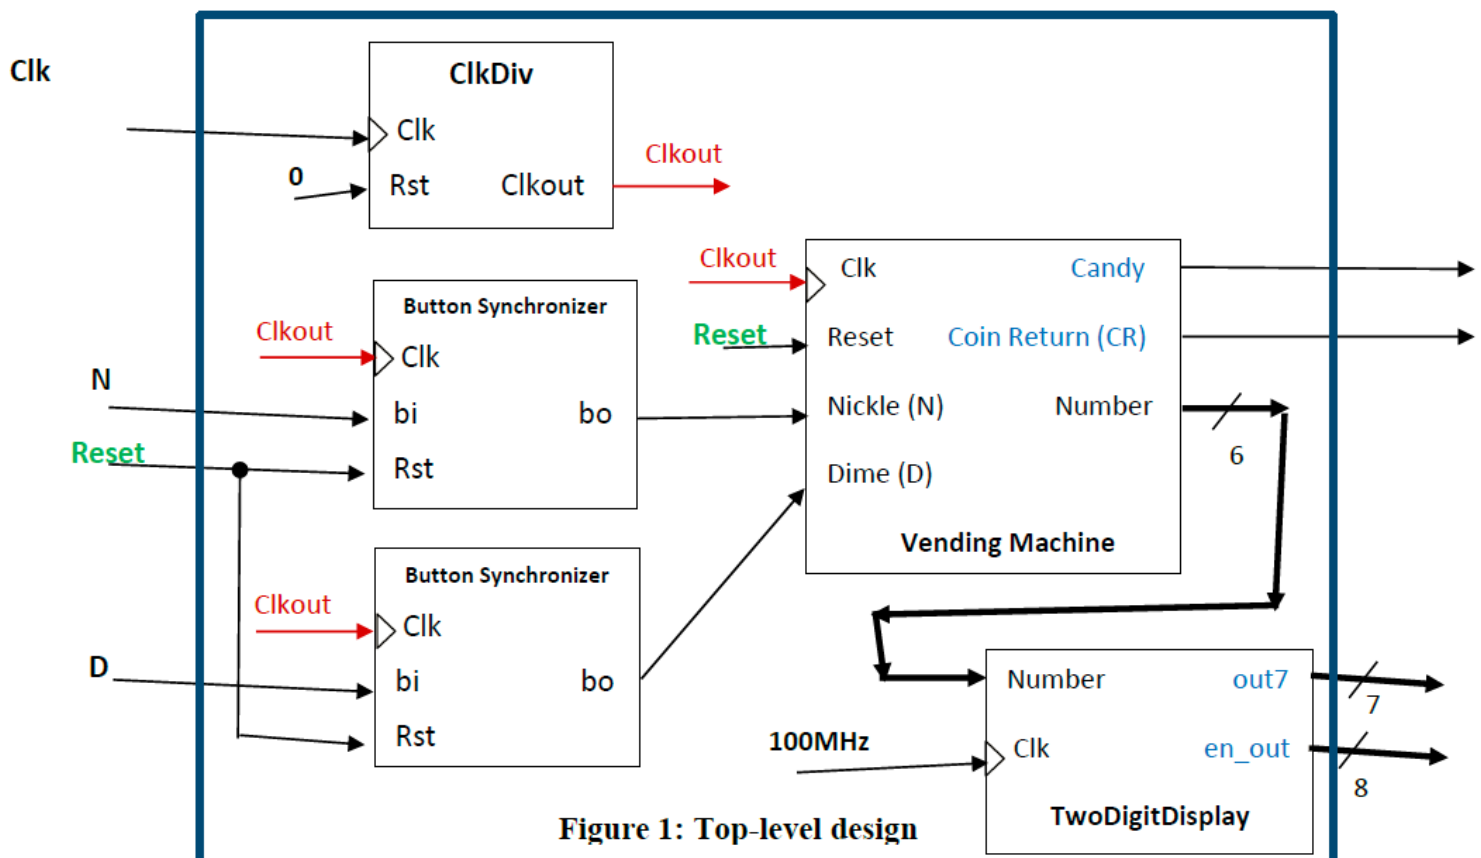 Clk
ClkDiv
Clk
0
Rst
Clkout
Clkout
Clkout
Button Synchronizer
Clk
N
bi
bo
Reset
Rst
Clkout
Button Synchronizer
Clk
D
bi
bo
Rst
Clkout
Clk
Candy
Reset
Reset
Coin Return (CR)
Nickle (N)
Number
6
Dime (D)
Vending Machine
Number
out7
7
100MHz
Clk
en_out
8
TwoDigitDisplay
Figure 1: Top-level design